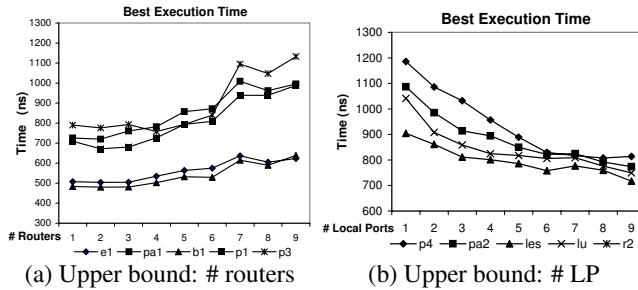 Best Execution Time
1300
1200
1100
1000
900
800
700
600
500
400
300
Time (ns)
# Routers 1 2 3 4 5 6 7 8 9
e1 pa1 b1 p1 p3
(a) Upper bound: # routers
Best Execution Time
1300
1200
1100
1000
900
800
700
600
Time (ns)
# Local Ports 1 2 3 4 5 6 7 8 9
p4 pa2 les lu r2
(b) Upper bound: # LP